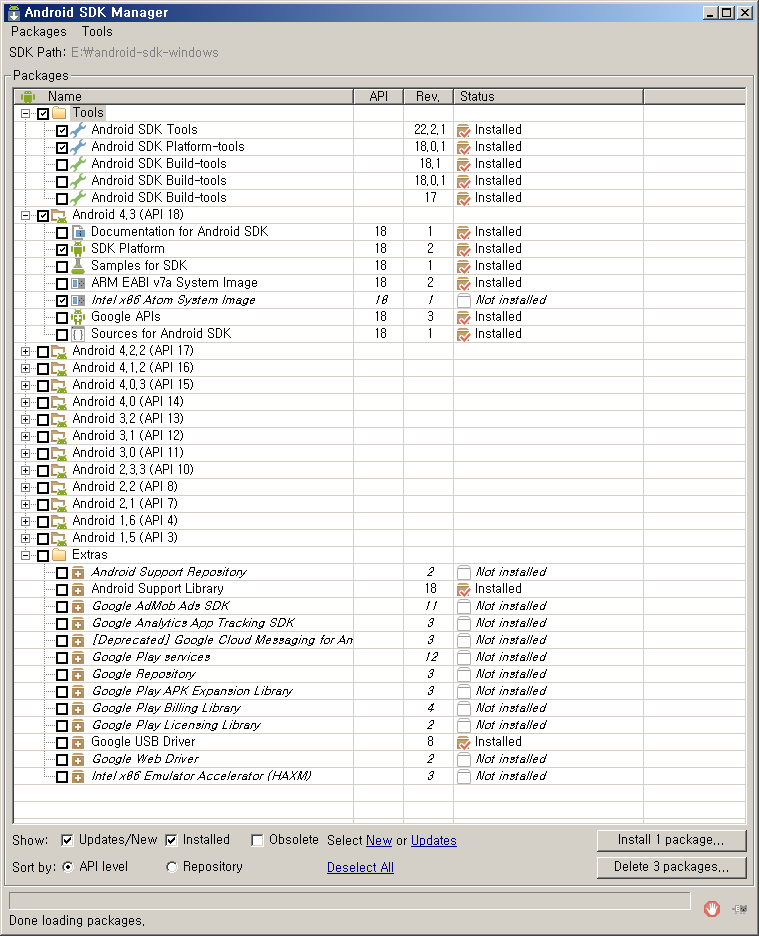 Android SDK Manager
Packages Tools
SDK Path: E:₩android-sdk-windows
Packages
Name API Rev. Status
Tools
Android SDK Tools 22.2.1 Installed
Android SDK Platform-tools 18.0.1 Installed
Android SDK Build-tools 18.1 Installed
Android SDK Build-tools 18.0.1 Installed
Android SDK Build-tools 17 Installed
Android 4.3 (API 18)
Documentation for Android SDK 18 1 Installed
SDK Platform 18 2 Installed
Samples for SDK 18 1 Installed
ARM EABI v7a System Image 18 2 Installed
Intel x86 Atom System Image 18 1 Not installed
Google APIs 18 3 Installed
Sources for Android SDK 18 1 Installed
Android 4.2.2 (API 17)
Android 4.1.2 (API 16)
Android 4.0.3 (API 15)
Android 4.0 (API 14)
Android 3.2 (API 13)
Android 3.1 (API 12)
Android 3.0 (API 11)
Android 2.3.3 (API 10)
Android 2.2 (API 8)
Android 2.1 (API 7)
Android 1.6 (API 4)
Android 1.5 (API 3)
Extras
Android Support Repository 2 Not installed
Android Support Library 18 Installed
Google AdMob Ads SDK 11 Not installed
Google Analytics App Tracking SDK 3 Not installed
[Deprecated] Google Cloud Messaging for An 3 Not installed
Google Play services 12 Not installed
Google Repository 3 Not installed
Google Play APK Expansion Library 3 Not installed
Google Play Billing Library 4 Not installed
Google Play Licensing Library 2 Not installed
Google USB Driver 8 Installed
Google Web Driver 2 Not installed
Intel x86 Emulator Accelerator (HAXM) 3 Not installed
Show: Updates/New Installed Obsolete Select New or Updates Install 1 package...
Sort by: API level Repository Deselect All Delete 3 packages...
Done loading packages.